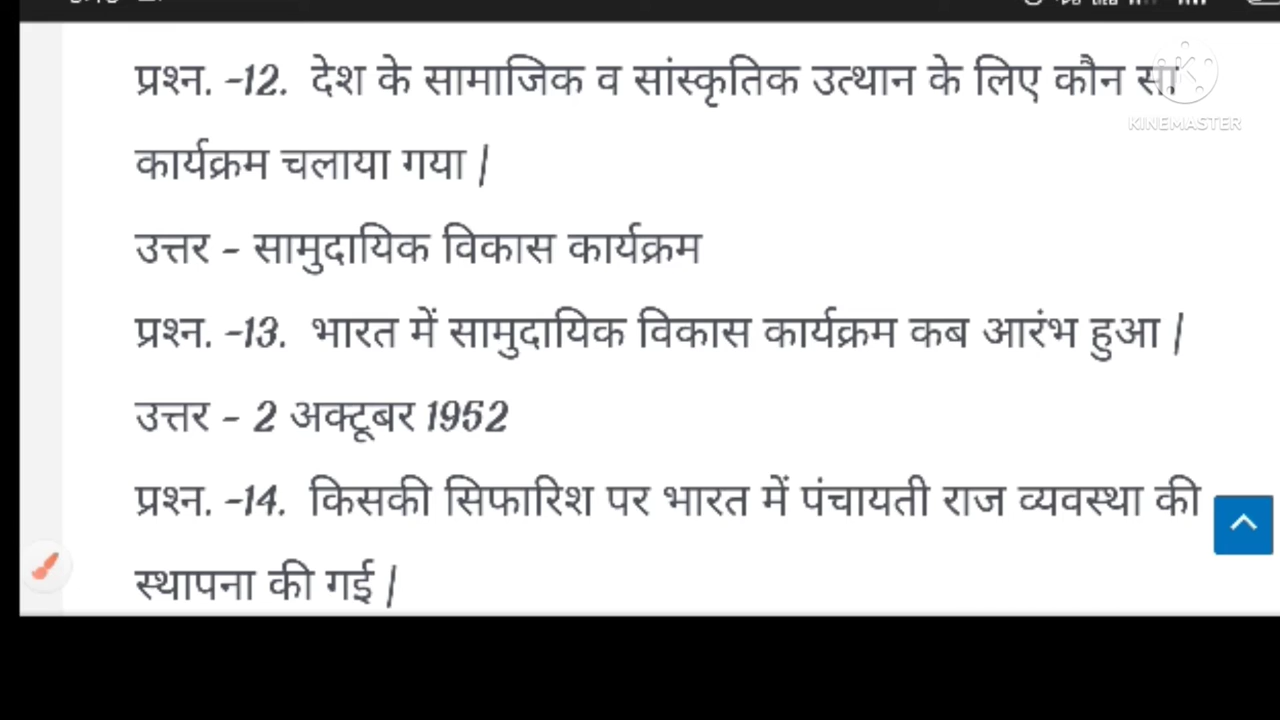 प्रश्न. -12. देश के सामाजिक व सांस्कृतिक उत्थान के लिए कौन सा
KINEMASTER
कार्यक्रम चलाया गया |
उत्तर - सामुदायिक विकास कार्यक्रम
प्रश्न. -13. भारत में सामुदायिक विकास कार्यक्रम कब आरंभ हुआ |
उत्तर - 2 अक्टूबर 1952
प्रश्न. -14. किसकी सिफारिश पर भारत में पंचायती राज व्यवस्था की
स्थापना की गई |